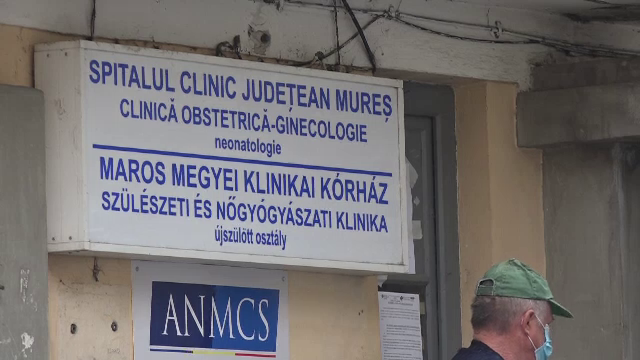 SPITALUL CLINIC JUDEȚEAN MUREȘ
CLINICĂ OBSTETRICĂ-GINECOLOGIE
neonatologie
MAROS MEGYEI KLINIKAI KÓRHÁZ
SZÜLÉSZETI ÉS NŐGYÓGYÁSZATI KLINIKA
újszülött osztály
ANMCS